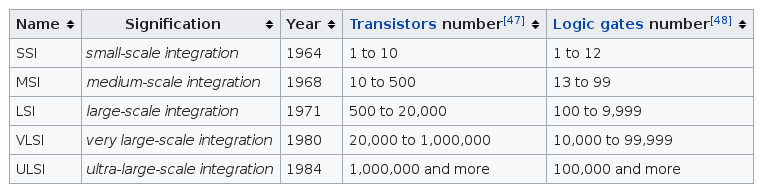 Name Signification Year Transistors number[47] Logic gates number[48]
SSI small-scale integration 1964 1 to 10 1 to 12
MSI medium-scale integration 1968 10 to 500 13 to 99
LSI large-scale integration 1971 500 to 20,000 100 to 9,999
VLSI very large-scale integration 1980 20,000 to 1,000,000 10,000 to 99,999
ULSI ultra-large-scale integration 1984 1,000,000 and more 100,000 and more